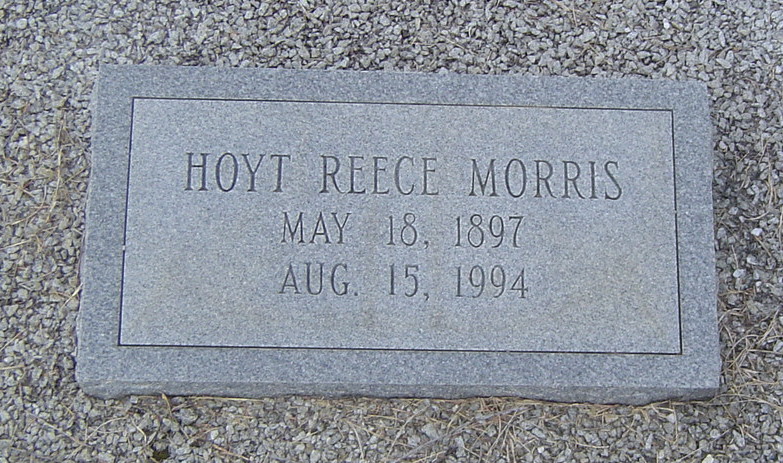 HOYT REECE MORRIS
MAY 18, 1897
AUG. 15, 1994